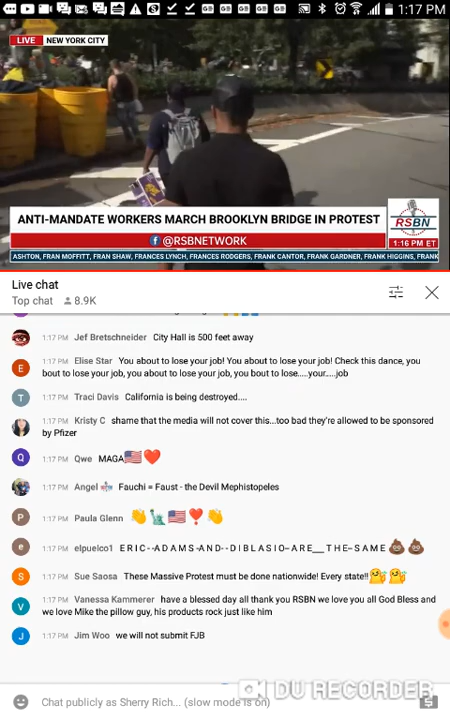 1:17 PM
LIVE NEW YORK CITY
ANTI-MANDATE WORKERS MARCH BROOKLYN BRIDGE IN PROTEST
RSBN
@RSBNETWORK
1:16 PM ET
ASHTON, FRAN MOFFITT, FRAN SHAW, FRANCES LYNCH, FRANCES RODGERS, FRANK CANTOR, FRANK GARDNER, FRANK HIGGINS, FRANK
Live chat
Top chat 8.9K
1:17 PM Jef Bretschneider City Hall is 500 feet away
E 1:17 PM Elise Star You about to lose your job! You about to lose your job! Check this dance, you
bout to lose your job, you about to lose your job, you bout to lose.....your.....job
T 1:17 PM Traci Davis California is being destroyed....
1:17 PM Kristy C shame that the media will not cover this...too bad they're allowed to be sponsored
by Pfizer
Q 1:17 PM Qwe MAGA🇺🇸❤️
1:17 PM Angel Fauchi = Faust - the Devil Mephistopeles
P 1:17 PM Paula Glenn 👏🗽🇺🇸❣️👏
e 1:17 PM elpuelco1 E R I C - -A D A M S -A N D - - D I B L A S I O - A R E__ T H E - S A M E 💩💩
S 1:17 PM Sue Saosa These Massive Protest must be done nationwide! Every state!!
V 1:17 PM Vanessa Kammerer have a blessed day all thank you RSBN we love you all God Bless and
we love Mike the pillow guy, his products rock just like him
J 1:17 PM Jim Woo we will not submit FJB
DU RECORDER
Chat publicly as Sherry Rich... (slow mode is on)